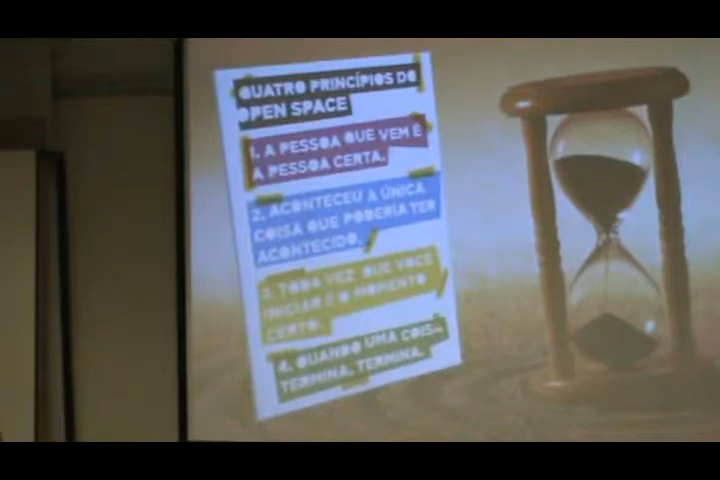 QUATRO PRINCÍPIOS DO
OPEN SPACE
1. A PESSOA QUE VEM É
A PESSOA CERTA.
2. ACONTECEU A ÚNICA
COISA QUE PODERIA TER
ACONTECIDO.
3. TODA VEZ QUE VOCÊ
INICIAR É O MOMENTO
CERTO.
4. QUANDO UMA COISA
TERMINA, TERMINA.